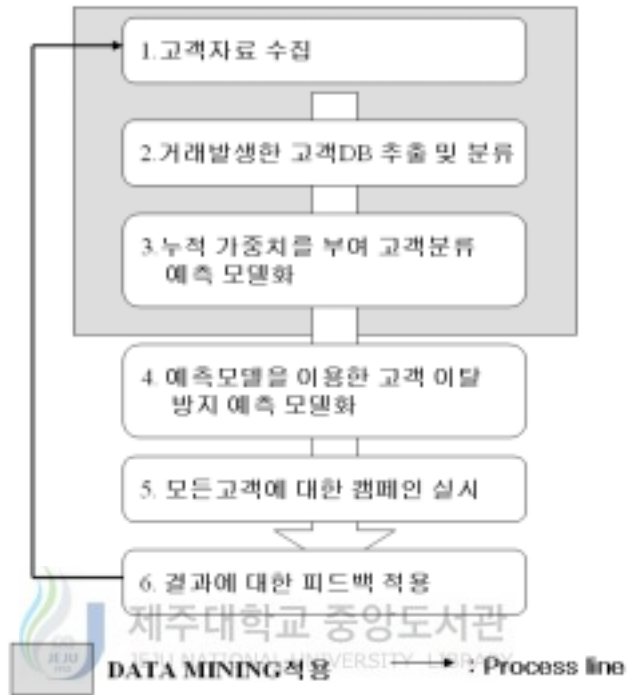 1.고객자료 수집
2.거래발생한 고객DB 추출 및 분류
3.누적 가중치를 부여 고객분류
예측 모델화
4. 예측모델을 이용한 고객 이탈
방지 예측 모델화
5. 모든고객에 대한 캠페인 실시
6. 결과에 대한 피드백 적용
제주대학교 중앙도서관
JEJU NATIONAL UNIVERSITY LIBRARY
JEJU
1952
DATA MINING적용
: Process line